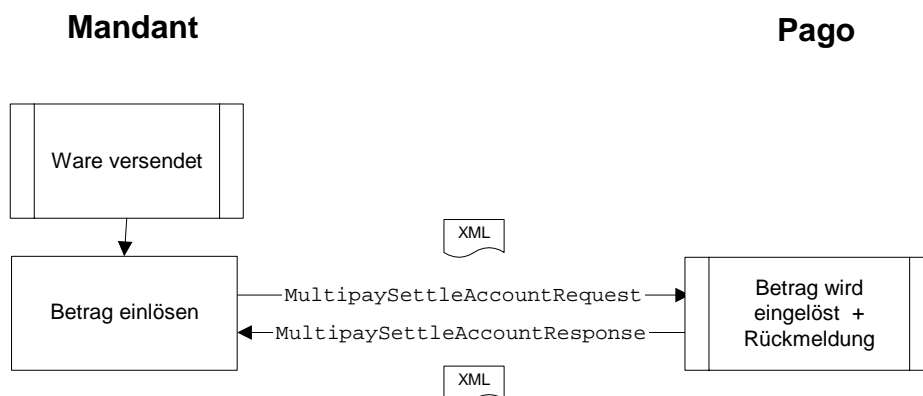 Mandant
Pago
Ware versendet
XML
Betrag einlösen
MultipaySettleAccountRequest
MultipaySettleAccountResponse
Betrag wird
eingelöst +
Rückmeldung
XML